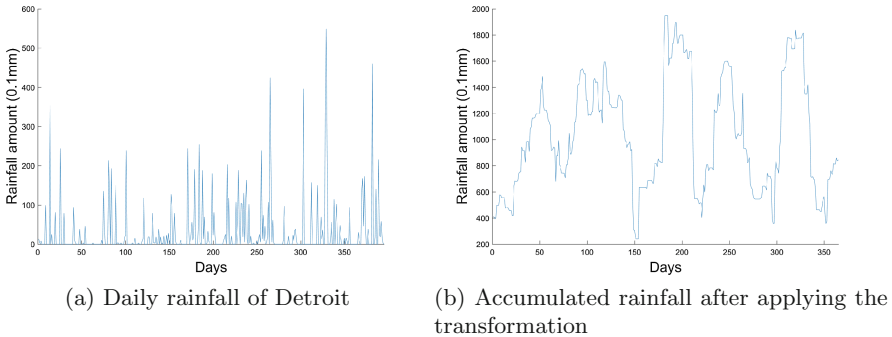 600
500
400
300
200
100
0
Rainfall amount (0.1mm)
0 50 100 150 200 250 300 350
Days
(a) Daily rainfall of Detroit
2000
1800
1600
1400
1200
1000
800
600
400
200
Rainfall amount (0.1mm)
0 50 100 150 200 250 300 350
Days
(b) Accumulated rainfall after applying the
transformation